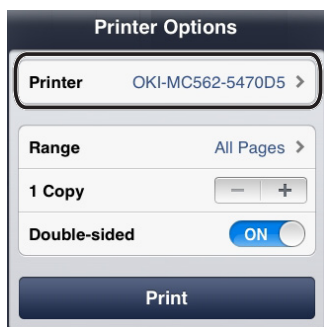 Printer Options
Printer OKI-MC562-5470D5 >
Range All Pages >
1 Copy - +
Double-sided ON
Print